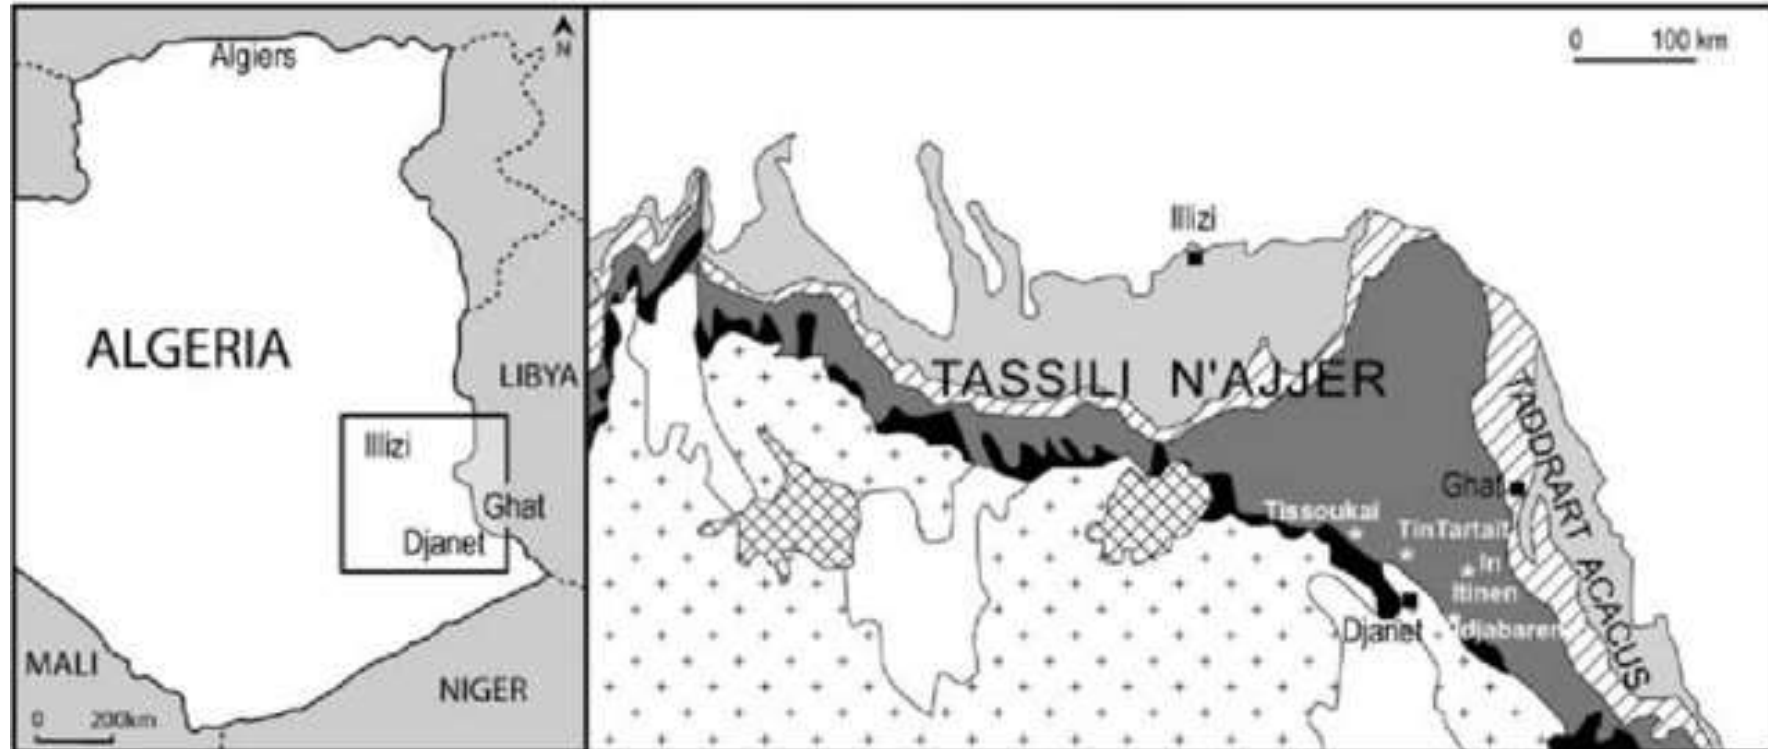 Algiers
N
ALGERIA
LIBYA
Illizi
Ghat
Djanet
MALI
NIGER
0 200km
0 100 km
Illizi
TASSILI N'AJJER
TADDRART ACACUS
Ghat
Tissoukai
TinTartait
In
Itinen
Djanet
Jdiabaren